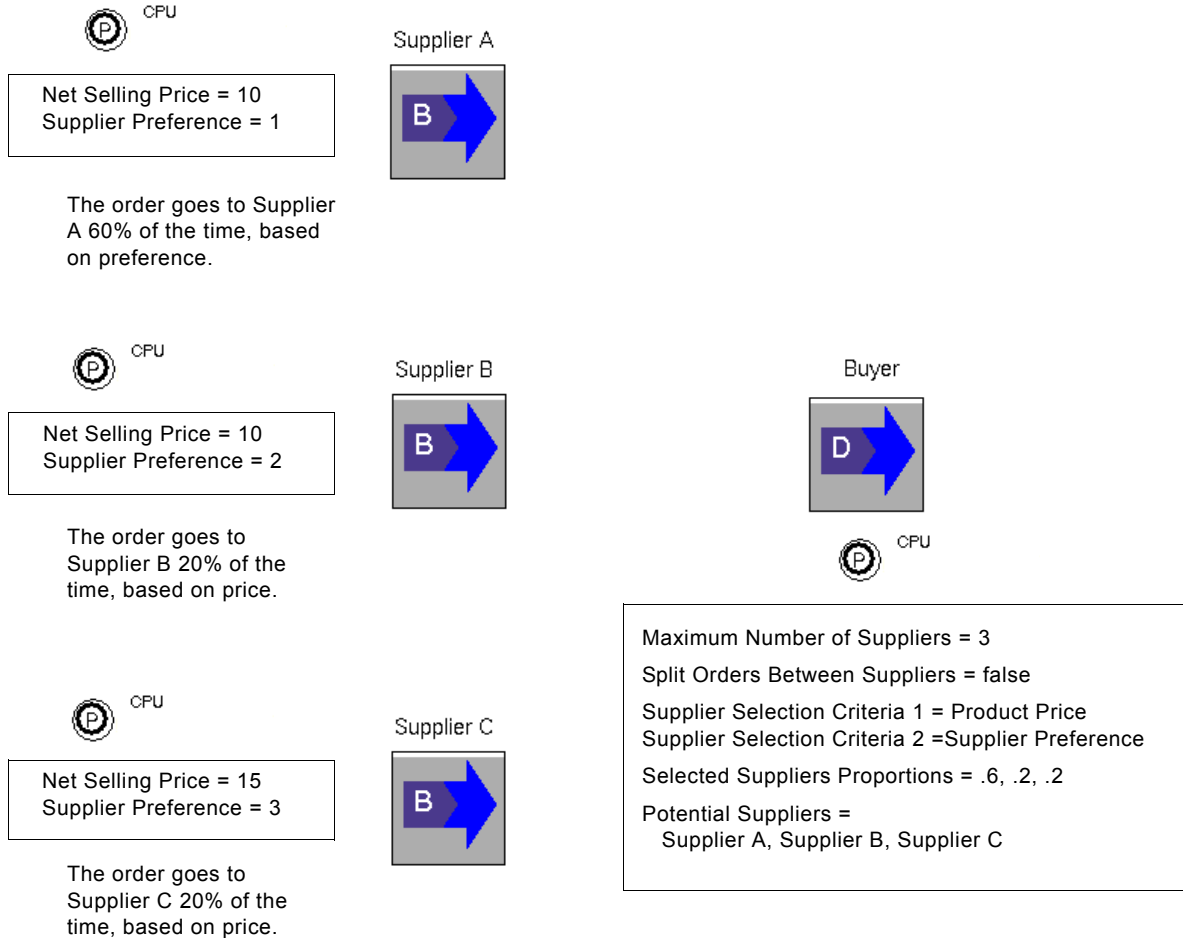 CPU
P
Supplier A
Net Selling Price = 10
Supplier Preference = 1
B
The order goes to Supplier
A 60% of the time, based
on preference.
CPU
P
Supplier B
Net Selling Price = 10
Supplier Preference = 2
B
The order goes to
Supplier B 20% of the
time, based on price.
CPU
P
Supplier C
Net Selling Price = 15
Supplier Preference = 3
B
The order goes to
Supplier C 20% of the
time, based on price.
Buyer
D
P
CPU
Maximum Number of Suppliers = 3
Split Orders Between Suppliers = false
Supplier Selection Criteria 1 = Product Price
Supplier Selection Criteria 2 =Supplier Preference
Selected Suppliers Proportions = .6, .2, .2
Potential Suppliers =
Supplier A, Supplier B, Supplier C